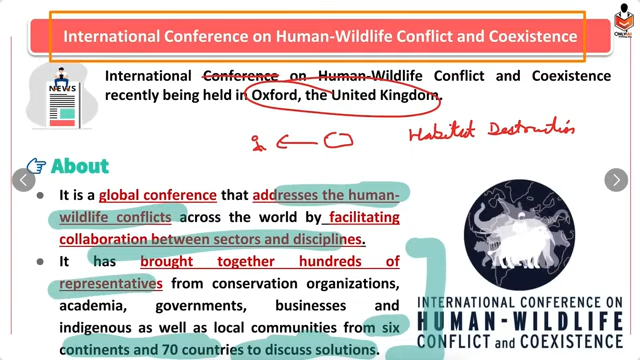 International Conference on Human-Wildlife Conflict and Coexistence
NEWS
International Conference on Human-Wildlife Conflict and Coexistence
recently being held in Oxford, the United Kingdom.
Habitat Destruction
About
• It is a global conference that addresses the human-
wildlife conflicts across the world by facilitating
collaboration between sectors and disciplines.
• It has brought together hundreds of
representatives from conservation organizations,
academia, governments, businesses and
indigenous as well as local communities from six
continents and 70 countries to discuss solutions.
INTERNATIONAL CONFERENCE ON
HUMAN-WILDLIFE
CONFLICT and COEXISTENCE